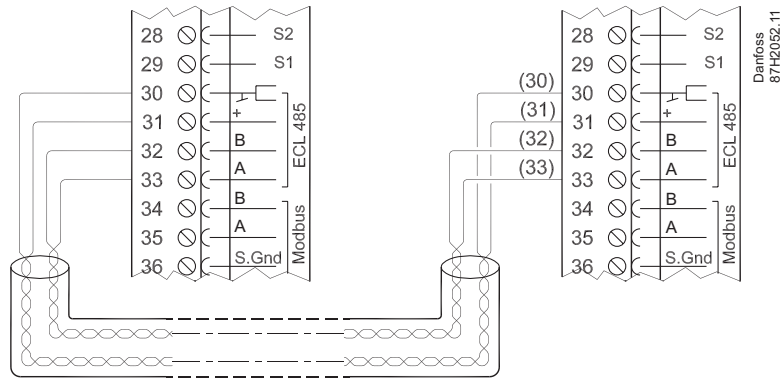 28 S2
29 S1
30
31 +
32 B
33 A
34 B
35 A
36 S.Gnd
ECL 485
Modbus
(30)
(31)
(32)
(33)
28 S2
29 S1
30
31 +
32 B
33 A
34 B
35 A
36 S.Gnd
ECL 485
Modbus
Danfoss
87H2052.11